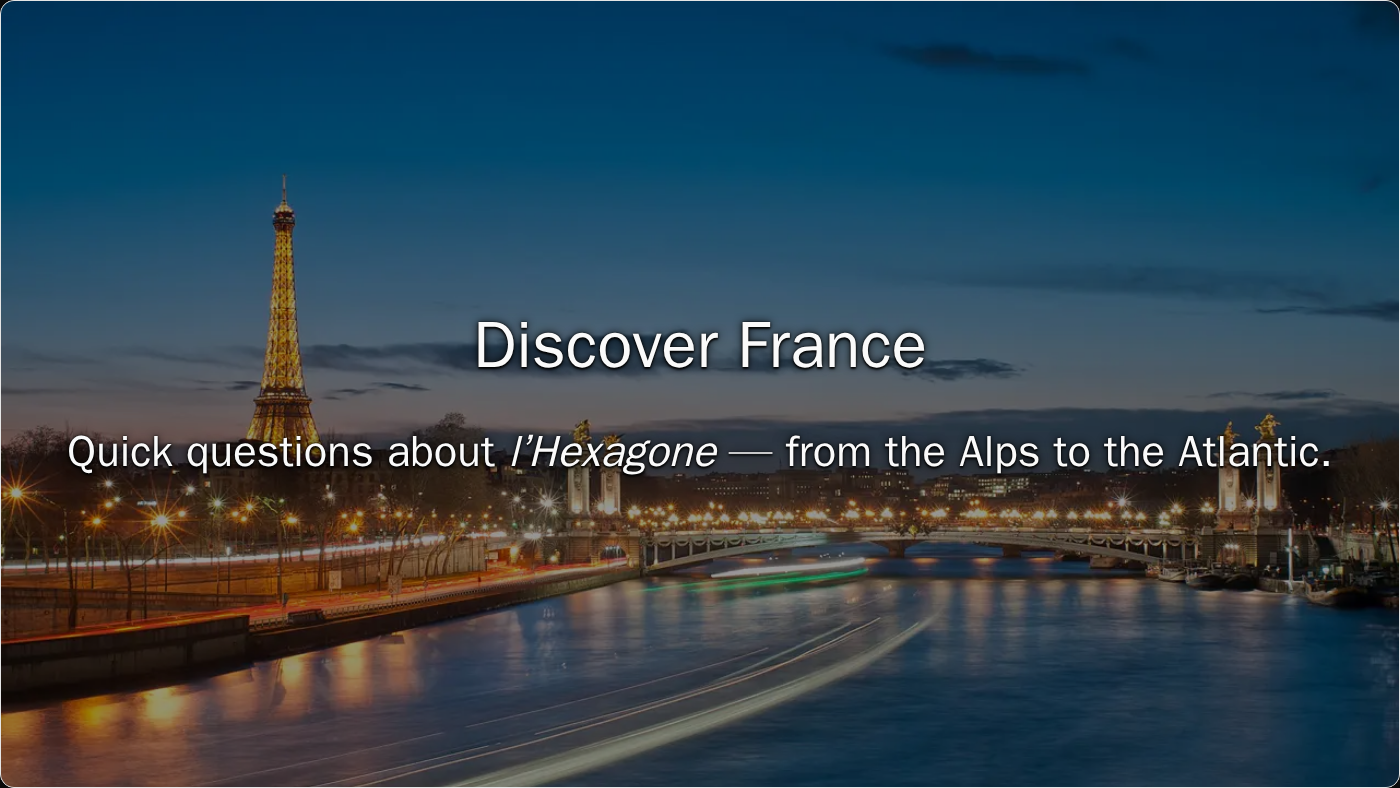 Discover France
Quick questions about l’Hexagone — from the Alps to the Atlantic.